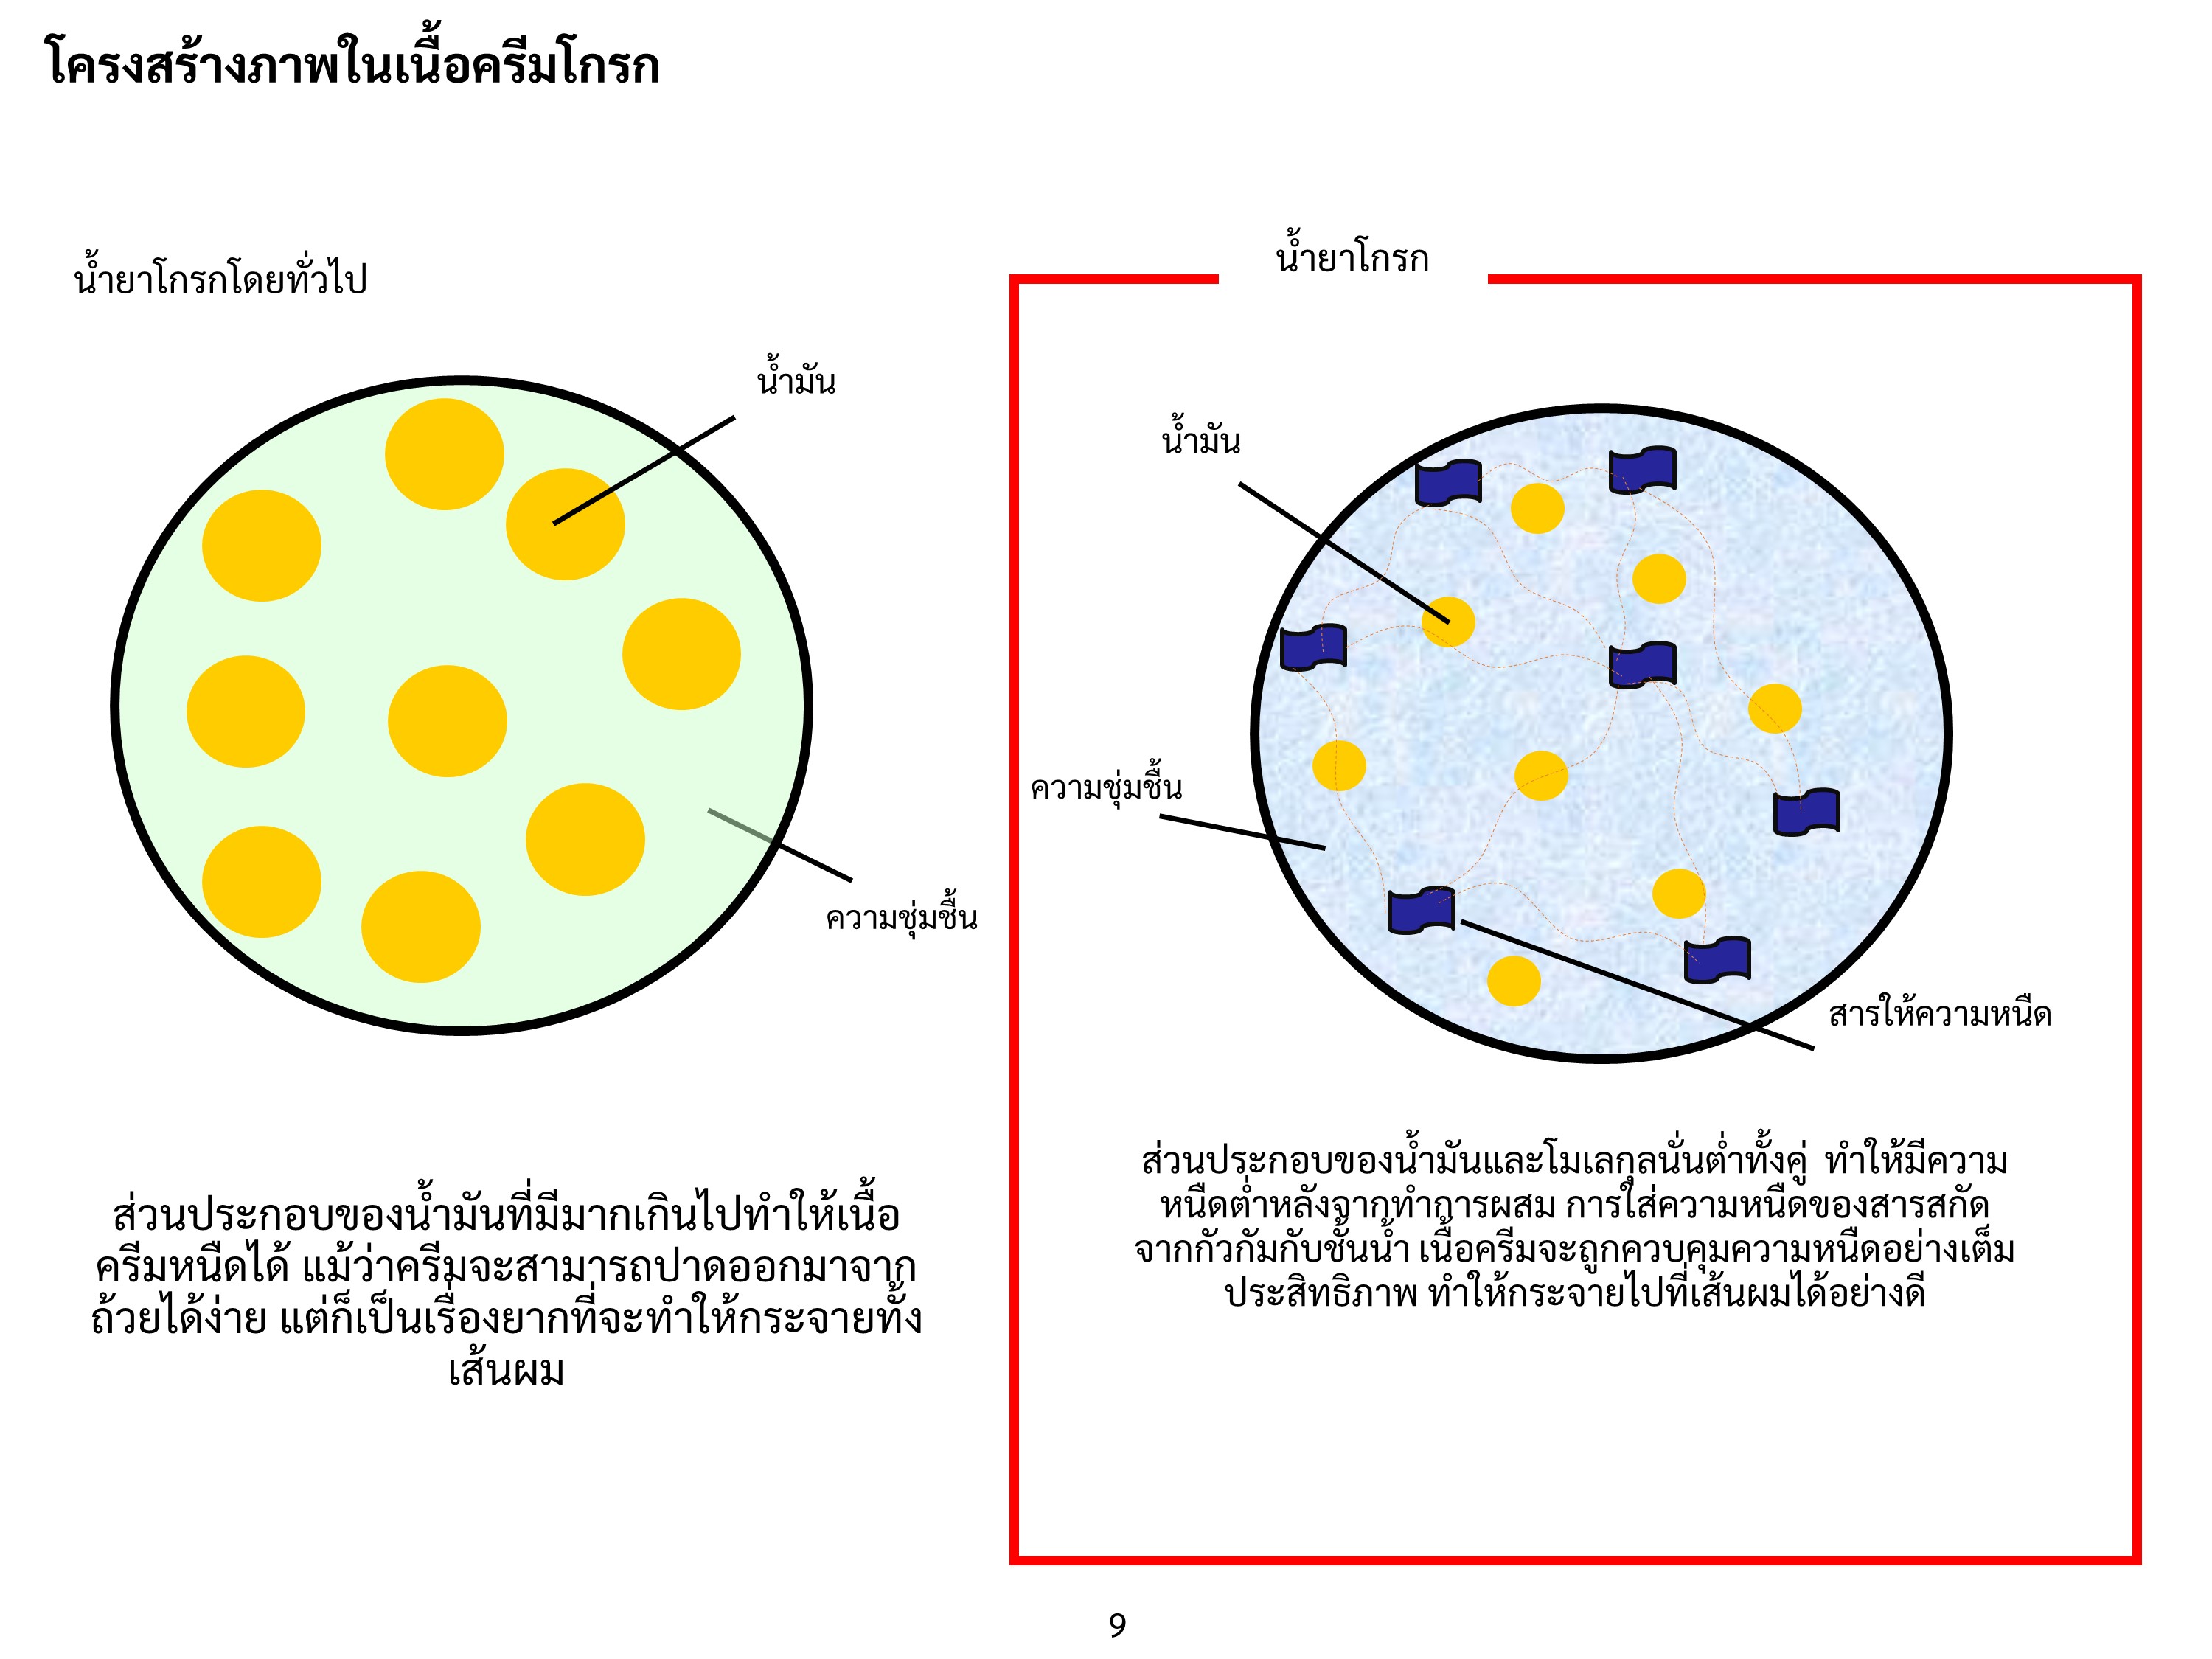 โครงสร้างภาพในเนื้อครีมโกรก
น้ำยาโกรกโดยทั่วไป
น้ำมัน
ความชุ่มชื้น
ส่วนประกอบของน้ำมันที่มีมากเกินไปทำให้เนื้อ
ครีมหนืดได้ แม้ว่าครีมจะสามารถปาดออกมาจาก
ถ้วยได้ง่าย แต่ก็เป็นเรื่องยากที่จะทำให้กระจายทั้ง
เส้นผม
น้ำยาโกรก
น้ำมัน
ความชุ่มชื้น
สารให้ความหนืด
ส่วนประกอบของน้ำมันและโมเลกุลนั่นต่ำทั้งคู่ ทำให้มีความ
หนืดต่ำหลังจากทำการผสม การใส่ความหนืดของสารสกัด
จากกัวกัมกับชั้นน้ำ เนื้อครีมจะถูกควบคุมความหนืดอย่างเต็ม
ประสิทธิภาพ ทำให้กระจายไปที่เส้นผมได้อย่างดี
9